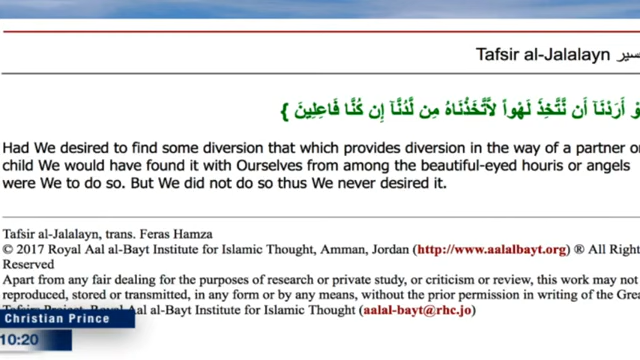 Tafsir al-Jalalayn
أَرَدْنَآ أَن نَّتَّخِذَ لَهْواً لاَّتَّخَذْنَاهُ مِن لَّدُنَّآ إِن كُنَّا فَاعِلِينَ }
Had We desired to find some diversion that which provides diversion in the way of a partner or
child We would have found it with Ourselves from among the beautiful-eyed houris or angels
were We to do so. But We did not do so thus We never desired it.
Tafsir al-Jalalayn, trans. Feras Hamza
© 2017 Royal Aal al-Bayt Institute for Islamic Thought, Amman, Jordan (http://www.aalalbayt.org) ® All Right
Reserved
Apart from any fair dealing for the purposes of research or private study, or criticism or review, this work may not
reproduced, stored or transmitted, in any form or by any means, without the prior permission in writing of the Gre
Royal Aal al-Bayt Institute for Islamic Thought (aalal-bayt@rhc.jo)
Christian Prince
10:20